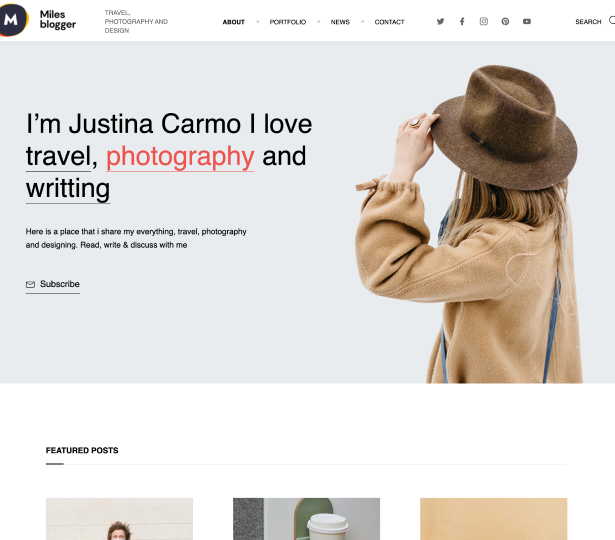 M
Miles
blogger
TRAVEL,
PHOTOGRAPHY AND
DESIGN
ABOUT
PORTFOLIO
NEWS
CONTACT
SEARCH
I’m Justina Carmo I love
travel, photography and
writting
Here is a place that i share my everything, travel, photography
and designing. Read, write & discuss with me
Subscribe
FEATURED POSTS